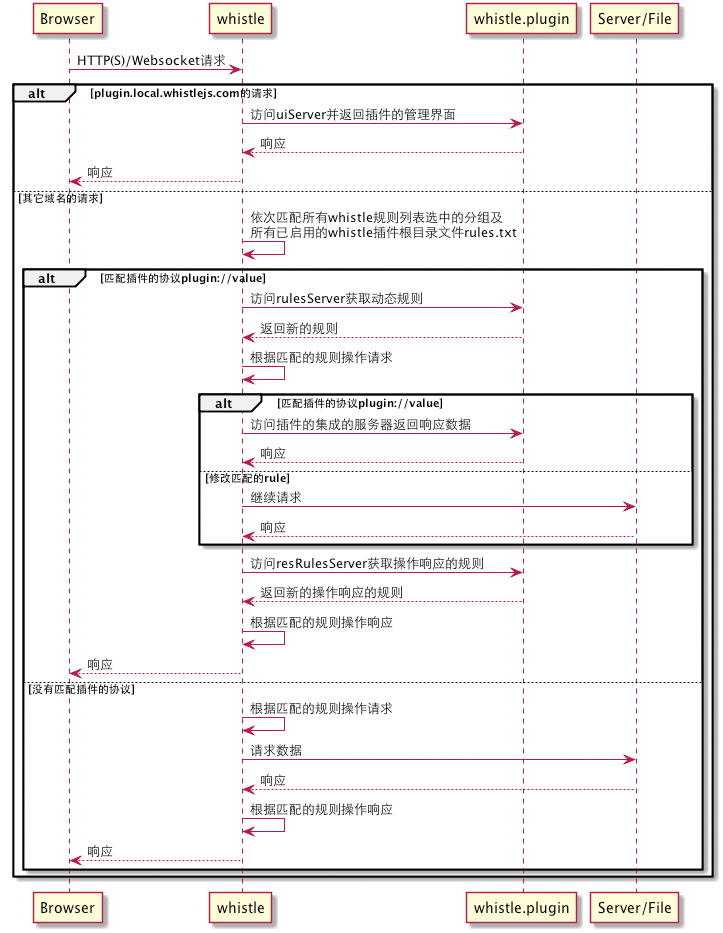 Browser whistle whistle.plugin Server/File
HTTP(S)/Websocket请求
alt [plugin.local.whistlejs.com的请求]
访问uiServer并返回插件的管理界面
响应
响应
[其它域名的请求]
依次匹配所有whistle规则列表选中的分组及
所有已启用的whistle插件根目录文件rules.txt
alt [匹配插件的协议plugin://value]
访问rulesServer获取动态规则
返回新的规则
根据匹配的规则操作请求
alt [匹配插件的协议plugin://value]
访问插件的集成的服务器返回响应数据
响应
[修改匹配的rule]
继续请求
响应
访问resRulesServer获取操作响应的规则
返回新的操作响应的规则
根据匹配的规则操作响应
响应
[没有匹配插件的协议]
根据匹配的规则操作请求
请求数据
响应
根据匹配的规则操作响应
响应
Browser whistle whistle.plugin Server/File